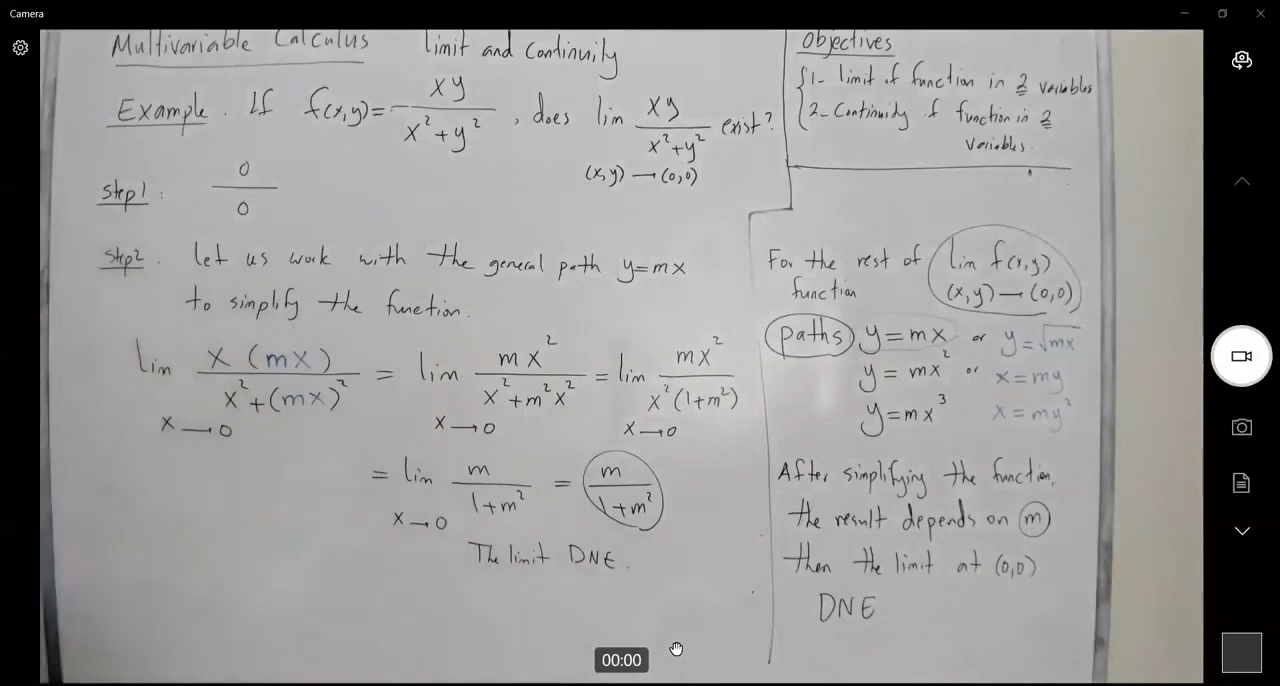 Camera
Multivariable Calculus limit and Continuity
Example. If f(x,y)= xy / x²+y² , does lim xy / x²+y² exist?
(x,y) → (0,0)
Step1: 0 / 0
Step2. let us work with the general path y=mx
to simplify the function.
lim x (mx) / x²+(mx)² = lim mx² / x²+m²x² = lim mx² / x²(1+m²)
x → 0 x → 0 x → 0
= lim m / 1+m² = m / 1+m²
x → 0
The limit DNE.
Objectives
1- limit of function in 2 variables
2- Continuity of function in 2
variables.
For the rest of lim f(x,y)
function (x,y) → (0,0)
paths y=mx or y=√mx
y=mx² or x=my
y=mx³ x=my²
After simplifying the function,
the result depends on m
then the limit at (0,0)
DNE
00:00